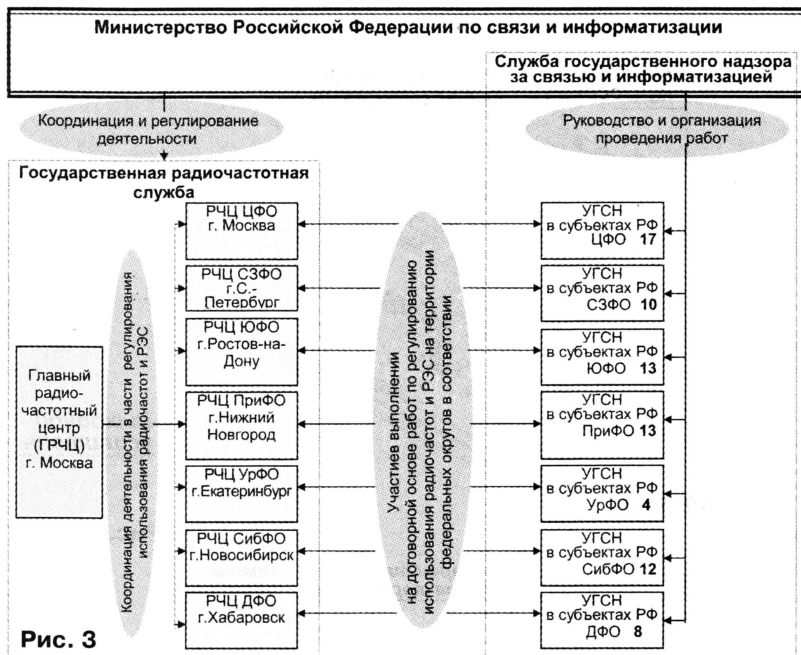 Министерство Российской Федерации по связи и информатизации
Служба государственного надзора
за связью и информатизацией
Координация и регулирование
деятельности
Руководство и организация
проведения работ
Государственная радиочастотная
служба
Главный
радио-
частотный
центр
(ГРЧЦ)
г. Москва
Координация деятельности в части регулирования
использования радиочастот и РЭС
РЧЦ ЦФО
г. Москва
РЧЦ СЗФО
г.С.-
Петербург
РЧЦ ЮФО
г.Ростов-на-
Дону
РЧЦ ПриФО
г.Нижний
Новгород
РЧЦ УрФО
г.Екатеринбург
РЧЦ СибФО
г.Новосибирск
РЧЦ ДФО
г.Хабаровск
Участиев выполнении
на договорной основе работ по регулированию
использования радиочастот и РЭС на территории
федеральных округов в соответствии
УГСН
в субъектах РФ
ЦФО 17
УГСН
в субъектах РФ
СЗФО 10
УГСН
в субъектах РФ
ЮФО 13
УГСН
в субъектах РФ
ПриФО 13
УГСН
в субъектах РФ
УрФО 4
УГСН
в субъектах РФ
СибФО 12
УГСН
в субъектах РФ
ДФО 8
Рис. 3